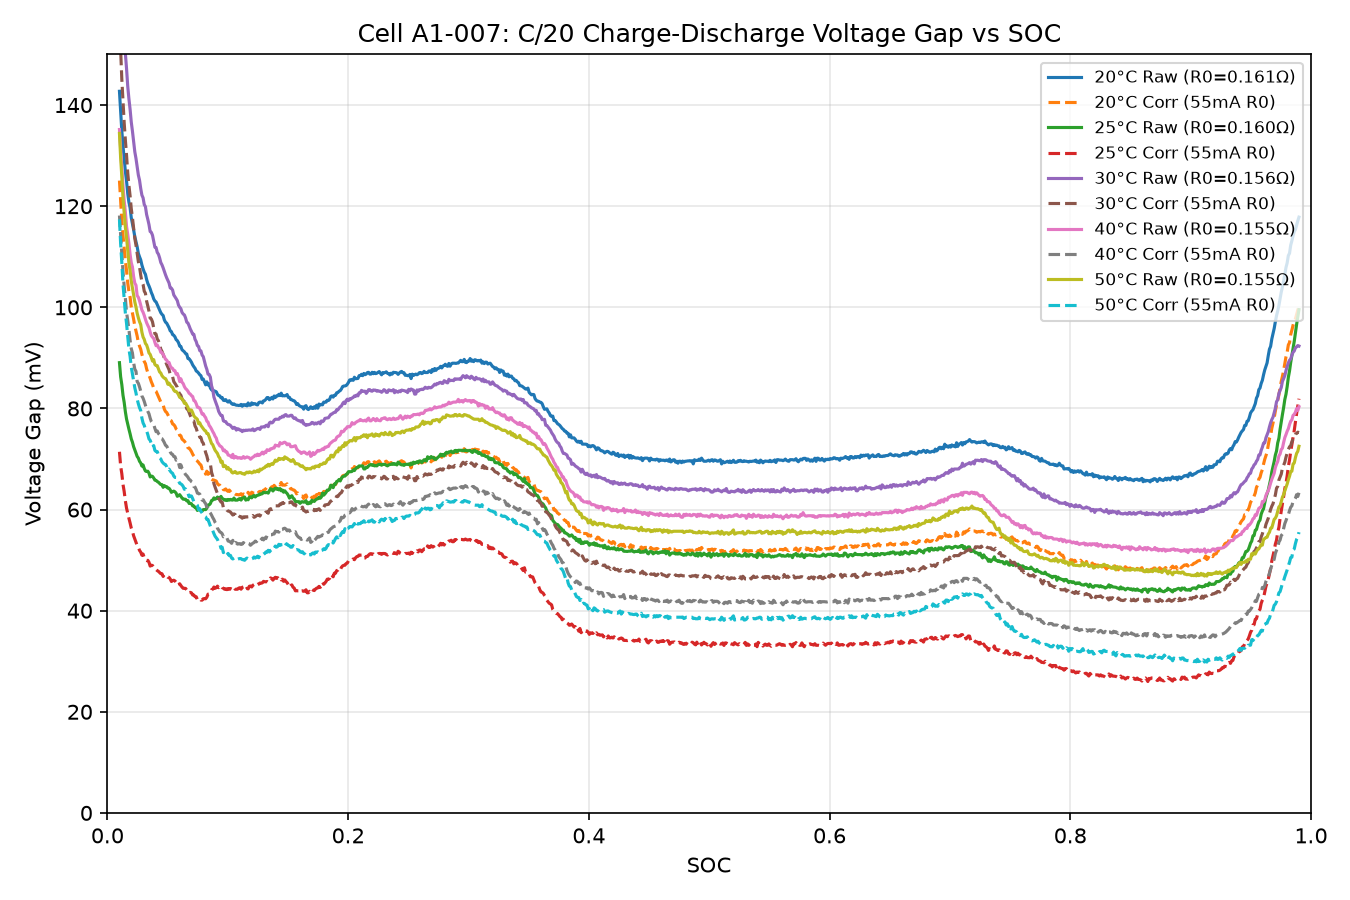 Cell A1-007: C/20 Charge-Discharge Voltage Gap vs SOC
20°C Raw (R0=0.161Ω)
20°C Corr (55mA R0)
25°C Raw (R0=0.160Ω)
25°C Corr (55mA R0)
30°C Raw (R0=0.156Ω)
30°C Corr (55mA R0)
40°C Raw (R0=0.155Ω)
40°C Corr (55mA R0)
50°C Raw (R0=0.155Ω)
50°C Corr (55mA R0)
Voltage Gap (mV)
140
120
100
80
60
40
20
0
0.0 0.2 0.4 0.6 0.8 1.0
SOC